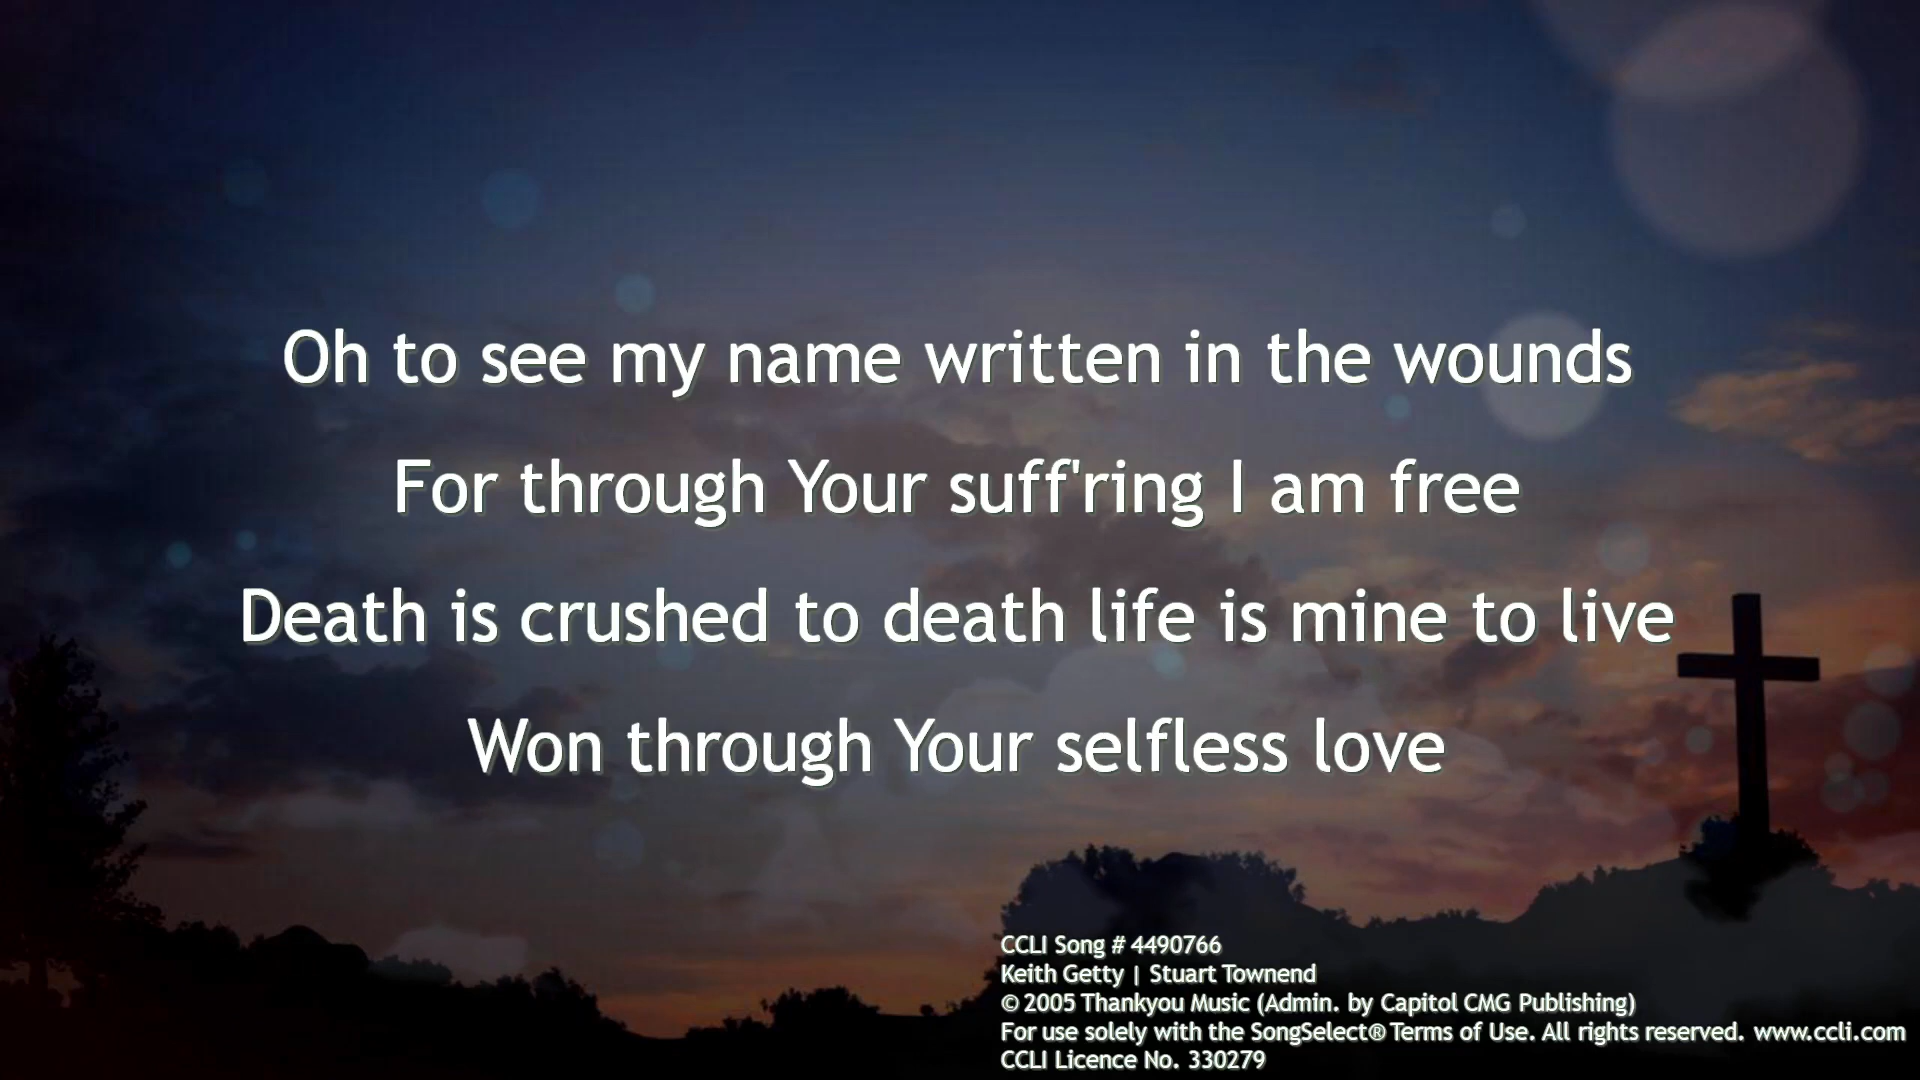 Oh to see my name written in the wounds
For through Your suff'ring I am free
Death is crushed to death life is mine to live
Won through Your selfless love
CCLI Song # 4490766
Keith Getty | Stuart Townend
© 2005 Thankyou Music (Admin. by Capitol CMG Publishing)
For use solely with the SongSelect® Terms of Use. All rights reserved. www.ccli.com
CCLI Licence No. 330279